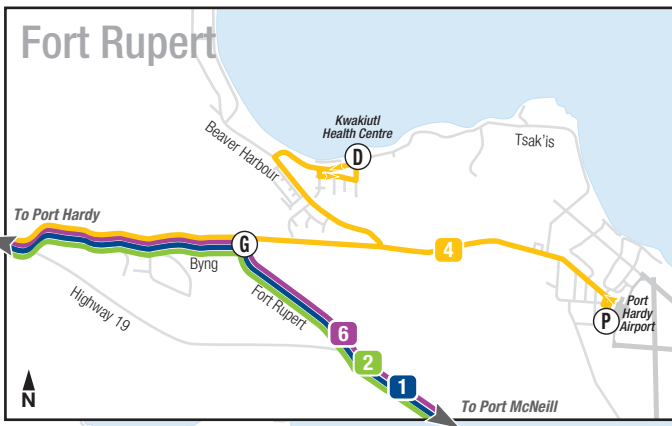 Fort Rupert
Kwakiutl
Health Centre
D
Tsak'is
Beaver Harbour
To Port Hardy
G
Byng
4
Highway 19
Fort Rupert
Port
Hardy
Airport
P
6
2
1
N
To Port McNeill